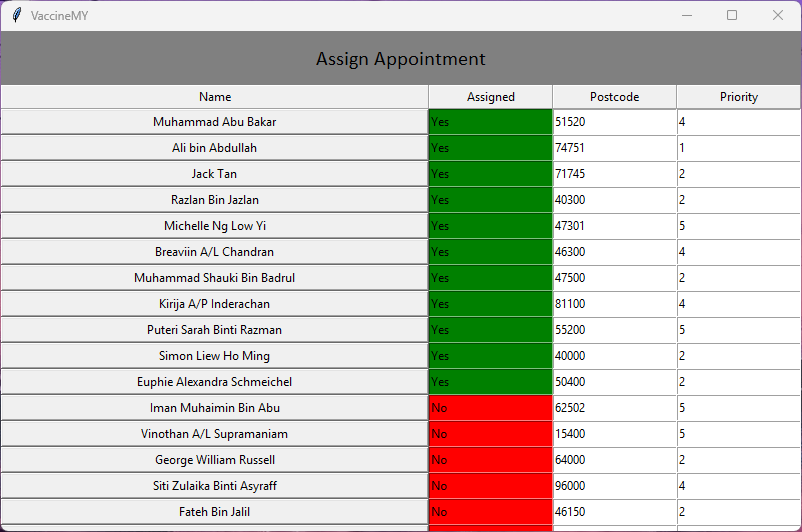 VaccineMY
Assign Appointment
Name Assigned Postcode Priority
Muhammad Abu Bakar Yes 51520 4
Ali bin Abdullah Yes 74751 1
Jack Tan Yes 71745 2
Razlan Bin Jazlan Yes 40300 2
Michelle Ng Low Yi Yes 47301 5
Breaviin A/L Chandran Yes 46300 4
Muhammad Shauki Bin Badrul Yes 47500 2
Kirija A/P Inderachan Yes 81100 4
Puteri Sarah Binti Razman Yes 55200 5
Simon Liew Ho Ming Yes 40000 2
Euphie Alexandra Schmeichel Yes 50400 2
Iman Muhaimin Bin Abu No 62502 5
Vinothan A/L Supramaniam No 15400 5
George William Russell No 64000 2
Siti Zulaika Binti Asyraff No 96000 4
Fateh Bin Jalil No 46150 2